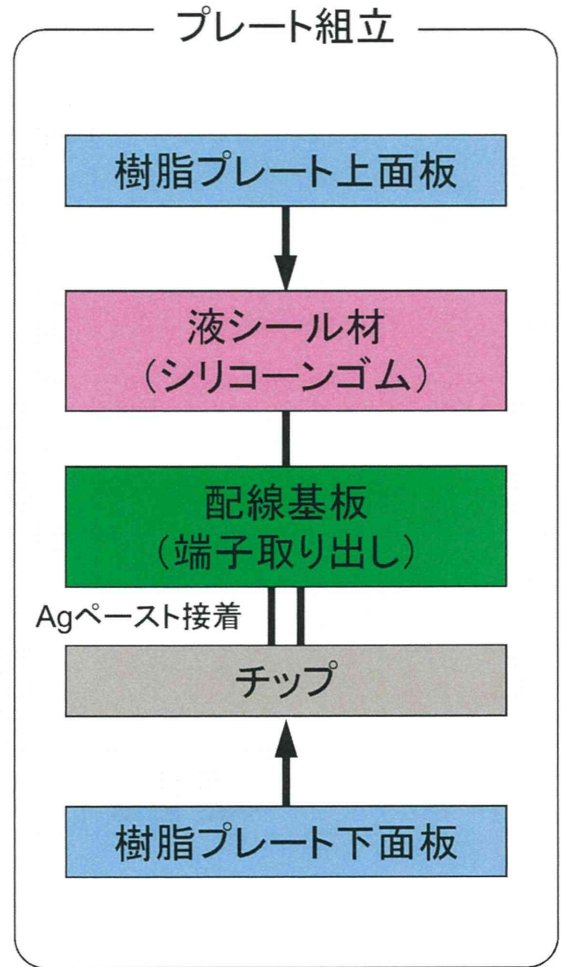 プレート組立
樹脂プレート上面板
液シール材
（シリコーンゴム）
配線基板
（端子取り出し）
Agペースト接着
チップ
樹脂プレート下面板